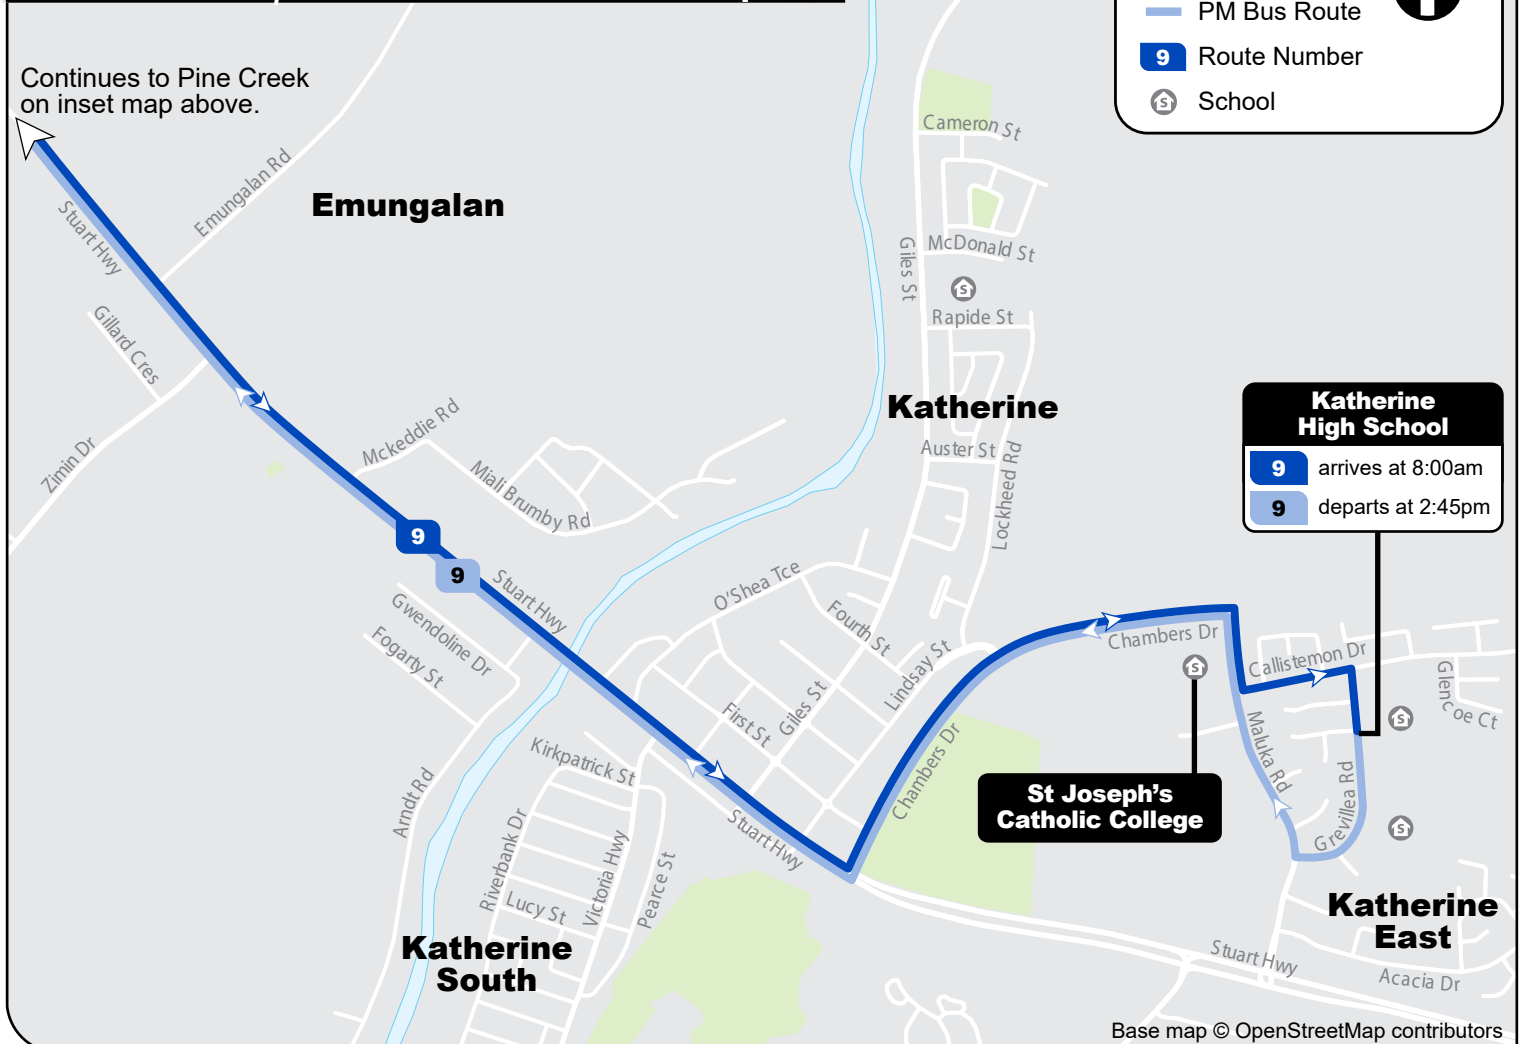 PM Bus Route
9 Route Number
S School
Continues to Pine Creek
on inset map above.
Cameron St
Emungalan Rd
Emungalan
Stuart Hwy
McDonald St
Giles St
S
Rapide St
Gillard Cres
Katherine
Mckeddie Rd
Auster St
Lockheed Rd
Zimin Dr
Miali Brumby Rd
Katherine
High School
9 arrives at 8:00am
9 departs at 2:45pm
9
9
Stuart Hwy
O'Shea Tce
Gwendoline Dr
Fogarty St
Fourth St
Lindsay St
Chambers Dr
Callistemon Dr
S
Glencoe Ct
First St
Giles St
S
Maluka Rd
Kirkpatrick St
Chambers Dr
Grevillea Rd
Arndt Rd
St Joseph's
Catholic College
Stuart Hwy
S
Riverbank Dr
Victoria Hwy
Pearce St
Lucy St
Katherine
East
Katherine
South
Stuart Hwy
Acacia Dr
Base map © OpenStreetMap contributors